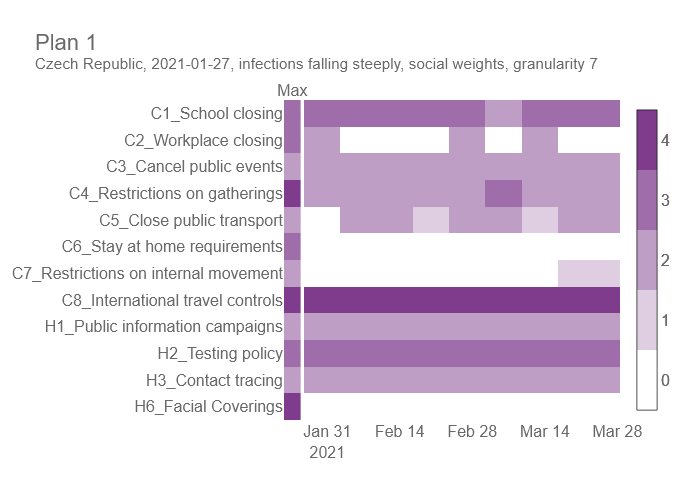 Plan 1
Czech Republic, 2021-01-27, infections falling steeply, social weights, granularity 7
Max
C1_School closing
C2_Workplace closing
C3_Cancel public events
C4_Restrictions on gatherings
C5_Close public transport
C6_Stay at home requirements
C7_Restrictions on internal movement
C8_International travel controls
H1_Public information campaigns
H2_Testing policy
H3_Contact tracing
H6_Facial Coverings
4
3
2
1
0
Jan 31 Feb 14 Feb 28 Mar 14 Mar 28
2021